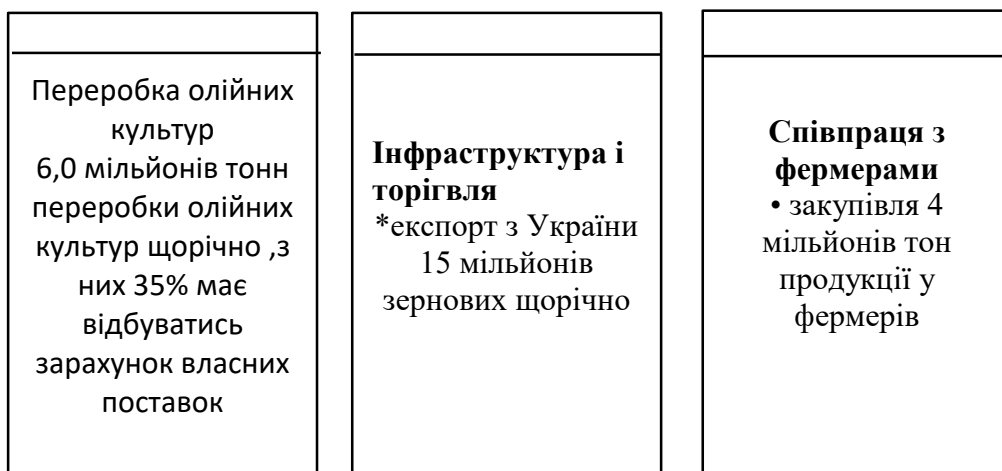 Переробка олійних
культур
6,0 мільйонів тонн
переробки олійних
культур щорічно ,з
них 35% має
відбуватись
зарахунок власних
поставок
Інфраструктура і
торігвля
*експорт з України
15 мільйонів
зернових щорічно
Співпраця з
фермерами
• закупівля 4
мільйонів тон
продукції у
фермерів